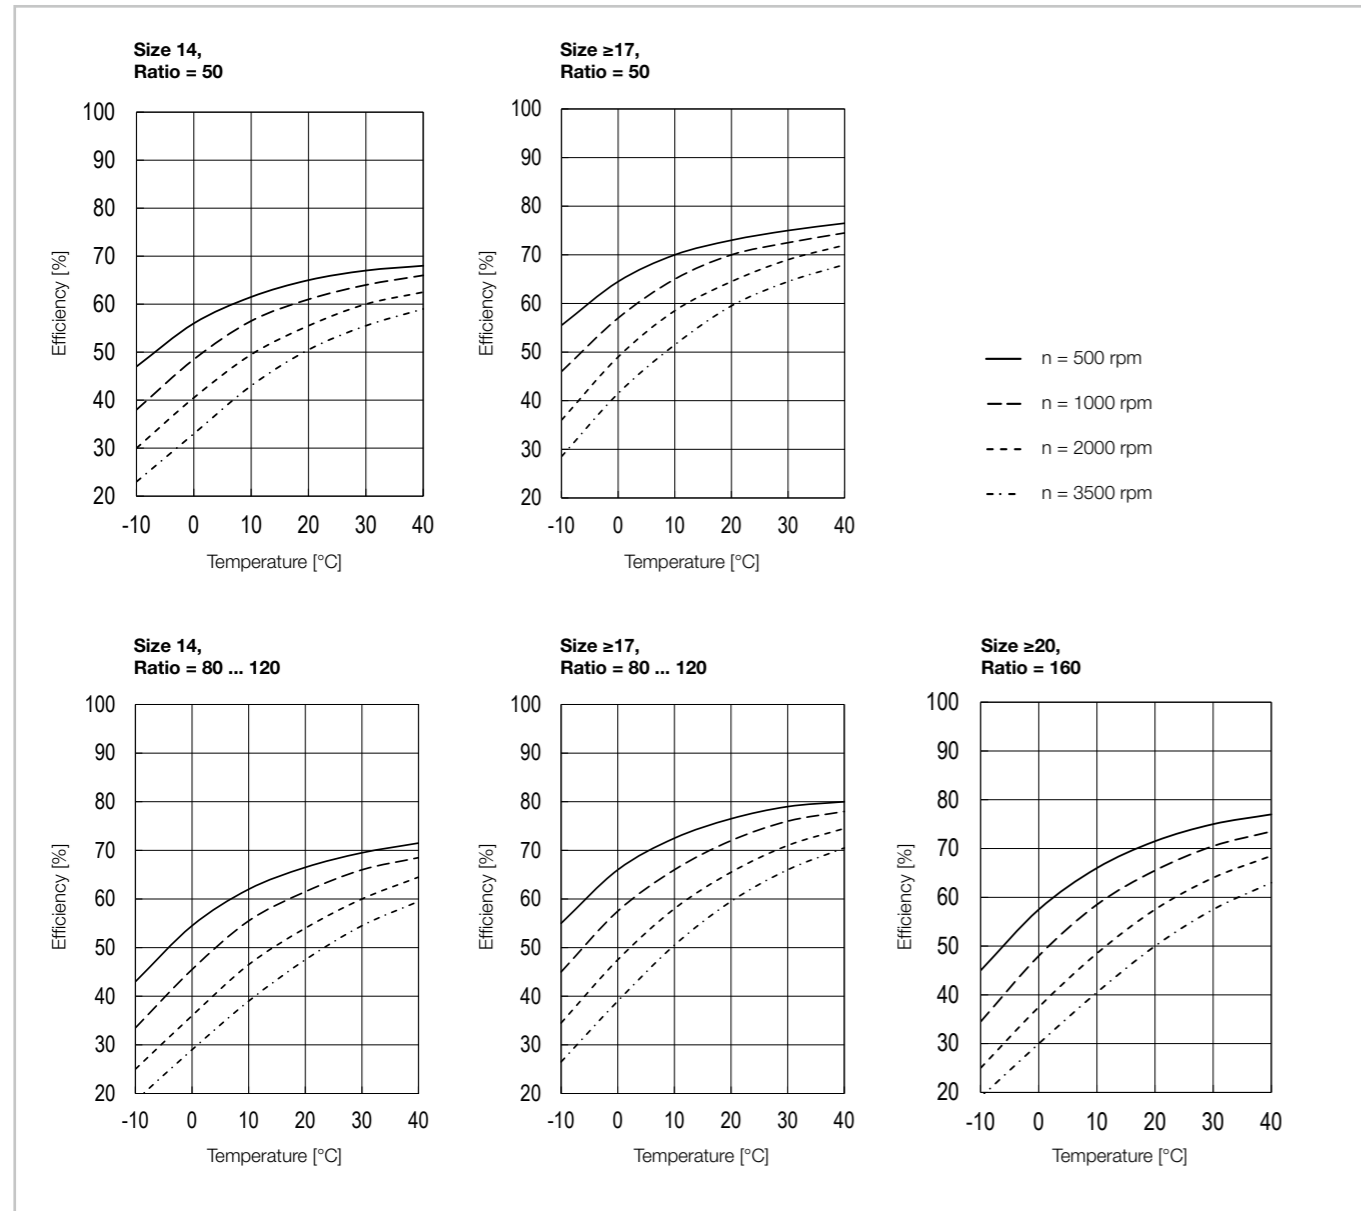 Size 14,
Ratio = 50
100
90
80
70
60
50
40
30
20
Efficiency [%]
-10 0 10 20 30 40
Temperature [°C]
Size ≥17,
Ratio = 50
100
90
80
70
60
50
40
30
20
Efficiency [%]
-10 0 10 20 30 40
Temperature [°C]
n = 500 rpm
n = 1000 rpm
n = 2000 rpm
n = 3500 rpm
Size 14,
Ratio = 80 ... 120
100
90
80
70
60
50
40
30
20
Efficiency [%]
-10 0 10 20 30 40
Temperature [°C]
Size ≥17,
Ratio = 80 ... 120
100
90
80
70
60
50
40
30
20
Efficiency [%]
-10 0 10 20 30 40
Temperature [°C]
Size ≥20,
Ratio = 160
100
90
80
70
60
50
40
30
20
Efficiency [%]
-10 0 10 20 30 40
Temperature [°C]